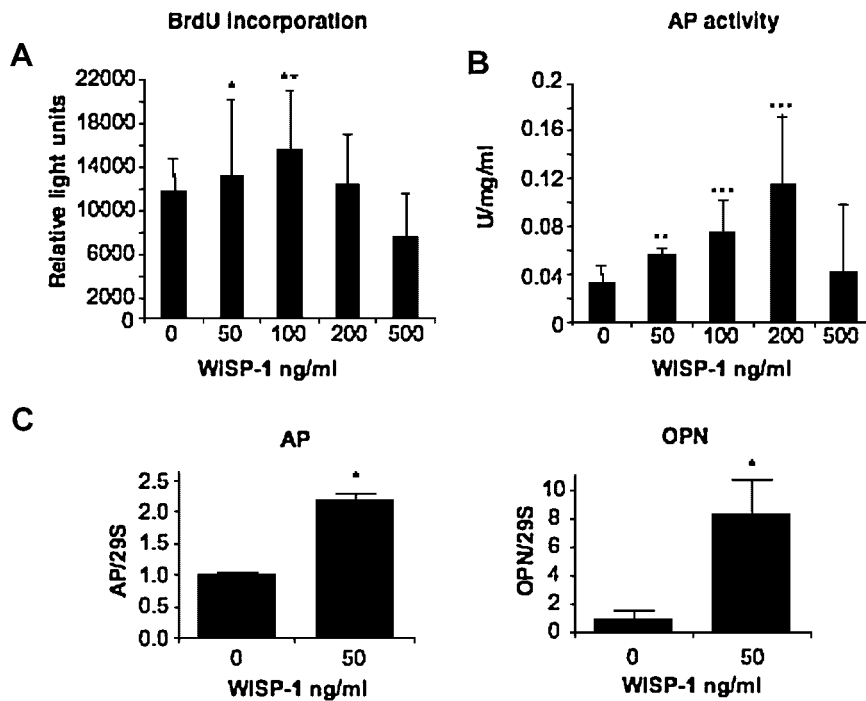 BrdU incorporation
A
Relative light units
22000
18000
14000
10000
6000
2000
0
0 50 100 200 500
WISP-1 ng/ml
AP activity
B
U/mg/ml
0.2
0.16
0.12
0.08
0.04
0
0 50 100 200 500
WISP-1 ng/ml
C
AP
AP/29S
2.5
2.0
1.5
1.0
0.5
0.0
0 50
WISP-1 ng/ml
OPN
OPN/29S
10
8
6
4
2
0
0 50
WISP-1 ng/ml